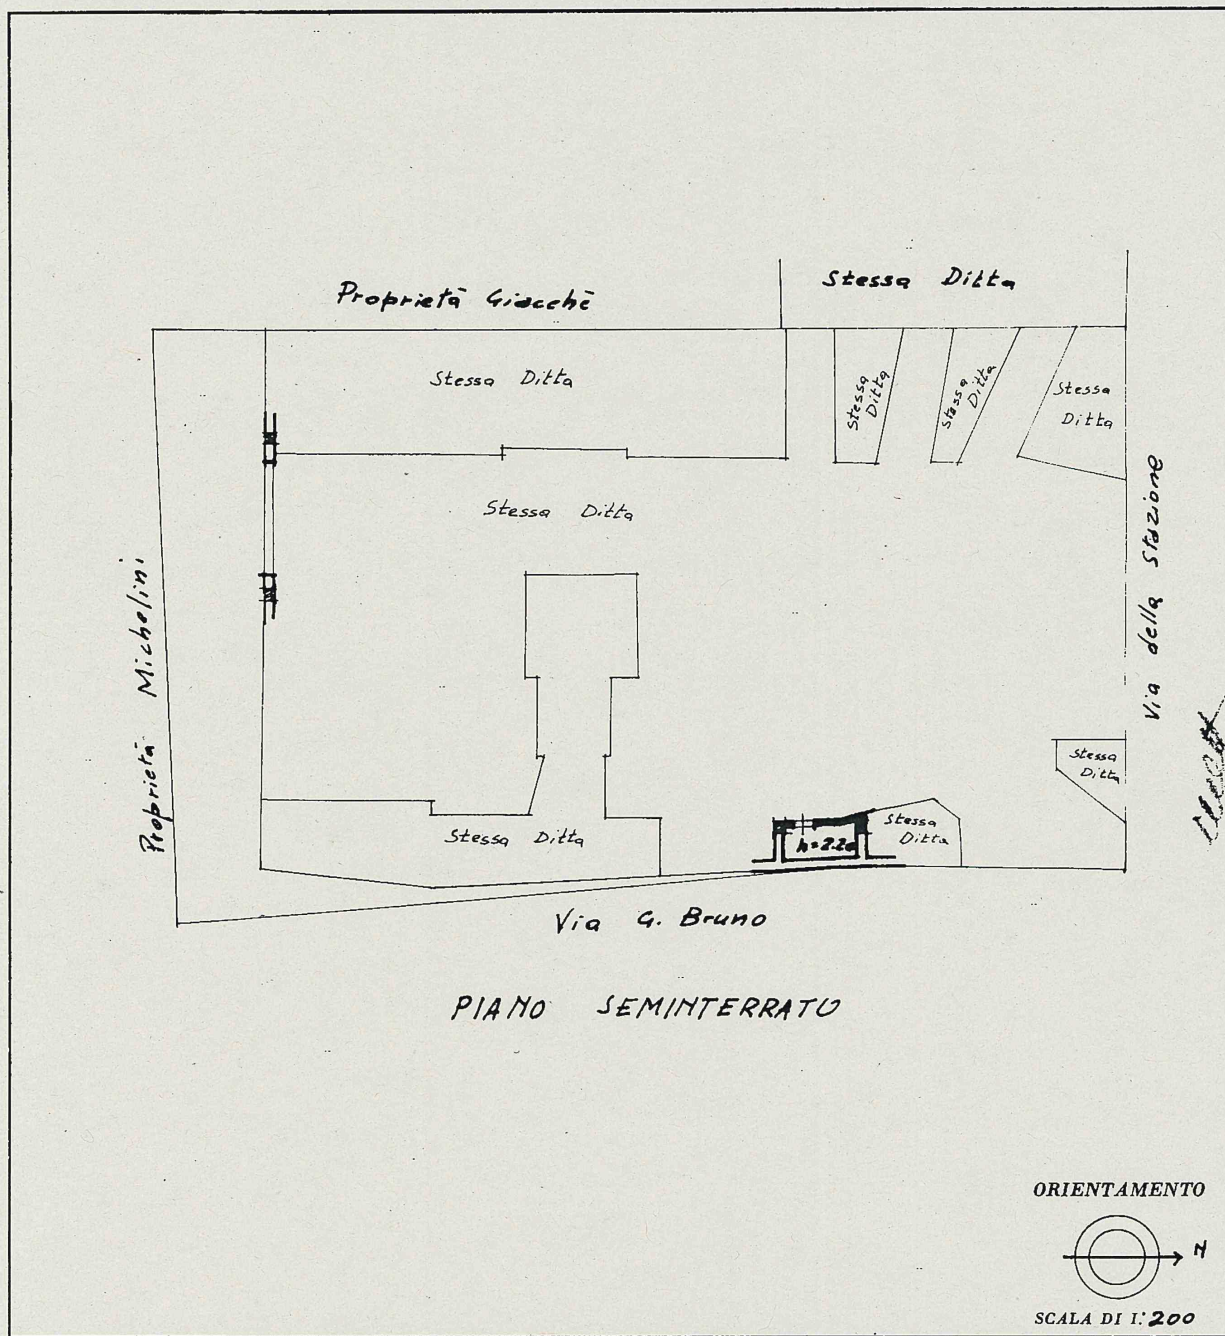 Proprietà Giacchè
Stessa Ditta
Stessa Ditta
Stessa
Ditta
Stessa
Ditta
Stessa
Ditta
Stessa Ditta
Proprietà Michelini
Via della Stazione
Stessa
Ditta
Stessa Ditta
h=2.20
Stessa
Ditta
Via G. Bruno
PIANO SEMINTERRATO
ORIENTAMENTO
N
SCALA DI 1:200